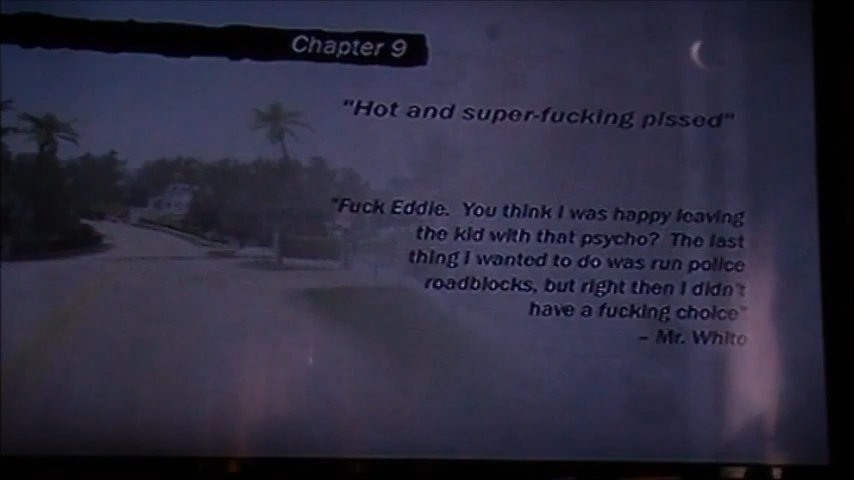 Chapter 9
"Hot and super-fucking pissed"
"Fuck Eddie. You think I was happy leaving
the kid with that psycho? The last
thing I wanted to do was run police
roadblocks, but right then I didn't
have a fucking choice"
– Mr. White